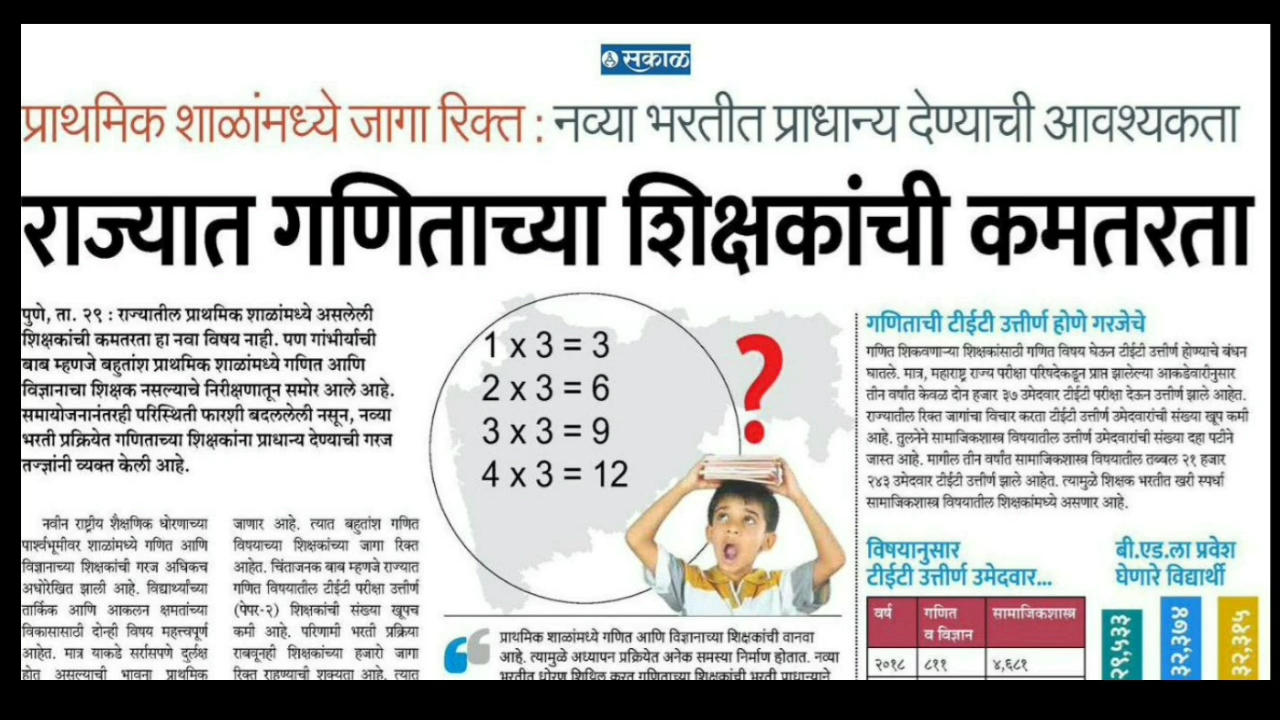 सकाळ
प्राथमिक शाळांमध्ये जागा रिक्त : नव्या भरतीत प्राधान्य देण्याची आवश्यकता
राज्यात गणिताच्या शिक्षकांची कमतरता
पुणे, ता. २९ : राज्यातील प्राथमिक शाळांमध्ये असलेली
शिक्षकांची कमतरता हा नवा विषय नाही. पण गांभीर्याची
बाब म्हणजे बहुतांश प्राथमिक शाळांमध्ये गणित आणि
विज्ञानाचा शिक्षक नसल्याचे निरीक्षणातून समोर आले आहे.
समायोजनानंतरही परिस्थिती फारशी बदललेली नसून, नव्या
भरती प्रक्रियेत गणिताच्या शिक्षकांना प्राधान्य देण्याची गरज
तज्ज्ञांनी व्यक्त केली आहे.
नवीन राष्ट्रीय शैक्षणिक धोरणाच्या
पार्श्वभूमीवर शाळांमध्ये गणित आणि
विज्ञानाच्या शिक्षकांची गरज अधिकच
अधोरेखित झाली आहे. विद्यार्थ्यांच्या
तार्किक आणि आकलन क्षमतांच्या
विकासासाठी दोन्ही विषय महत्त्वपूर्ण
आहेत. मात्र याकडे सर्रासपणे दुर्लक्ष
होत असल्याची भावना प्राथमिक
जाणार आहे. त्यात बहुतांश गणित
विषयाच्या शिक्षकांच्या जागा रिक्त
आहेत. चिंताजनक बाब म्हणजे राज्यात
गणित विषयातील टीईटी परीक्षा उत्तीर्ण
(पेपर-२) शिक्षकांची संख्या खूपच
कमी आहे. परिणामी भरती प्रक्रिया
राबवूनही शिक्षकांच्या हजारो जागा
रिक्त राहण्याची शक्यता आहे. त्यात
1 x 3 = 3
2 x 3 = 6
3 x 3 = 9
4 x 3 = 12
?
प्राथमिक शाळांमध्ये गणित आणि विज्ञानाच्या शिक्षकांची वानवा
आहे. त्यामुळे अध्यापन प्रक्रियेत अनेक समस्या निर्माण होतात. नव्या
भरतीत धोरण शिथिल करत गणिताच्या शिक्षकांची भरती प्राधान्याने
गणिताची टीईटी उत्तीर्ण होणे गरजेचे
गणित शिकवणाऱ्या शिक्षकांसाठी गणित विषय घेऊन टीईटी उत्तीर्ण होण्याचे बंधन
घातले. मात्र, महाराष्ट्र राज्य परीक्षा परिषदेकडून प्राप्त झालेल्या आकडेवारीनुसार
तीन वर्षांत केवळ दोन हजार ३७ उमेदवार टीईटी परीक्षा देऊन उत्तीर्ण झाले आहेत.
राज्यातील रिक्त जागांचा विचार करता टीईटी उत्तीर्ण उमेदवारांची संख्या खूप कमी
आहे. तुलनेने सामाजिकशास्त्र विषयातील उत्तीर्ण उमेदवारांची संख्या दहा पटीने
जास्त आहे. मागील तीन वर्षांत सामाजिकशास्त्र विषयातील तब्बल २१ हजार
२४३ उमेदवार टीईटी उत्तीर्ण झाले आहेत. त्यामुळे शिक्षक भरतीत खरी स्पर्धा
सामाजिकशास्त्र विषयातील शिक्षकांमध्ये असणार आहे.
विषयानुसार
टीईटी उत्तीर्ण उमेदवार...
वर्ष गणित व विज्ञान सामाजिकशास्त्र
२०१८ ८११ ४,६८१
बी.एड.ला प्रवेश
घेणारे विद्यार्थी
२९,५३३
३२,३७४
३२,३१५